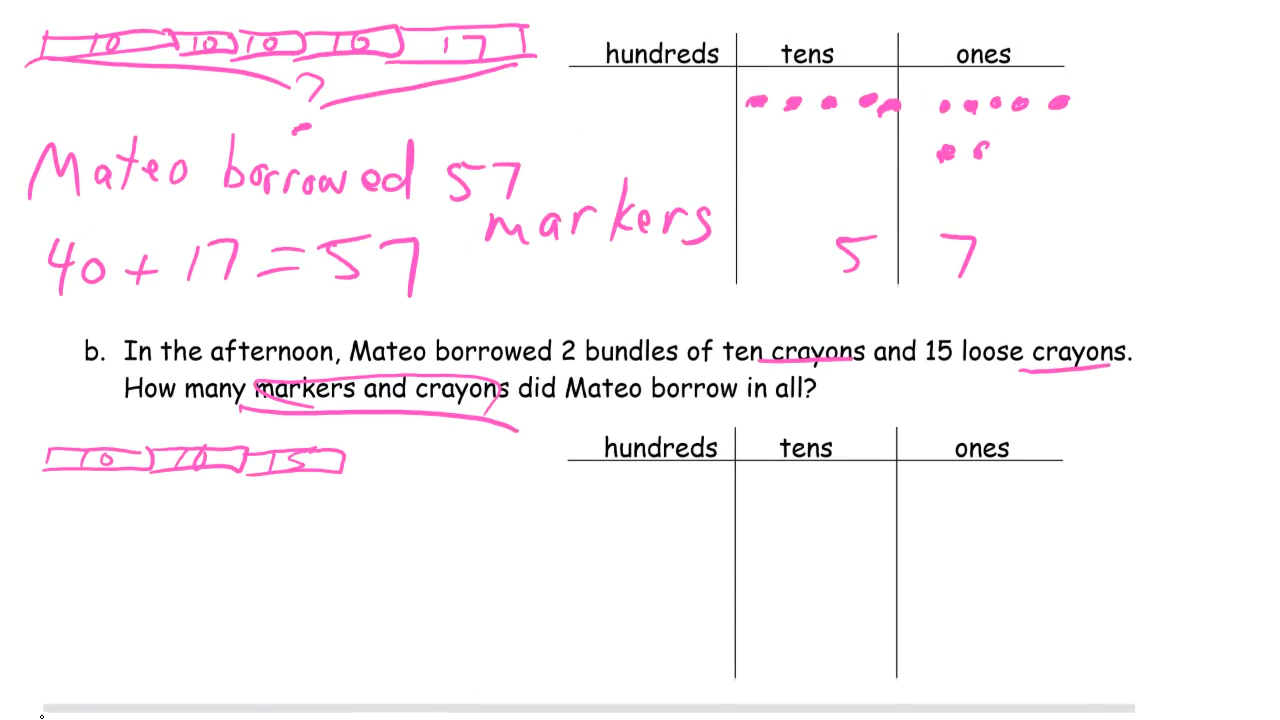 10 10 10 10 17
?
hundreds tens ones
Mateo borrowed 57
markers
40 + 17 = 57
5 7
b. In the afternoon, Mateo borrowed 2 bundles of ten crayons and 15 loose crayons.
How many markers and crayons did Mateo borrow in all?
10 10 15
hundreds tens ones